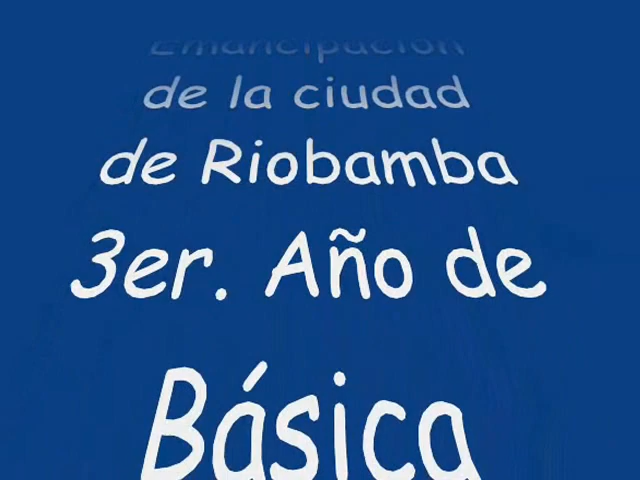 Emancipación
de la ciudad
de Riobamba
3er. Año de
Básica